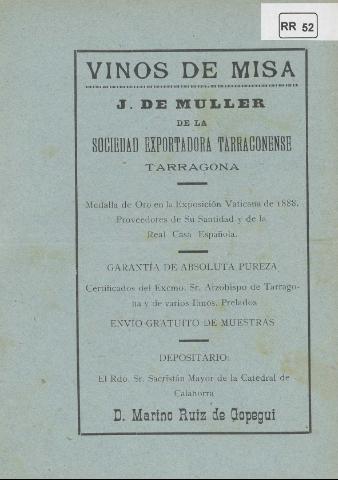 RR 52
VINOS DE MISA
J. DE MULLER
DE LA
SOCIEDAD EXPORTADORA TARRACONENSE
TARRAGONA
Medalla de Oro en la Exposición Vaticana de 1888.
Proveedores de Su Santidad y de la
Real Casa Española.
GARANTÍA DE ABSOLUTA PUREZA
Certificados del Excmo. Sr. Arzobispo de Tarrago-
na y de varios Iltmos. Prelados
ENVÍO GRATUITO DE MUESTRAS
DEPOSITARIO:
El Rdo. Sr. Sacristán Mayor de la Catedral de
Calahorra
D. Marino Ruiz de Gopegui